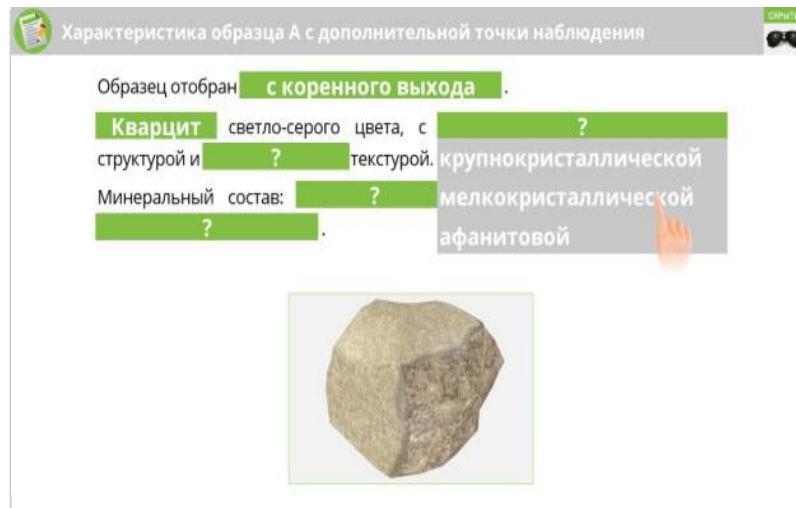 Характеристика образца А с дополнительной точки наблюдения
СКРЫТЬ
Образец отобран с коренного выхода .
Кварцит светло-серого цвета, с ?
структурой и ? текстурой.
крупнокристаллической
Минеральный состав: ?
мелкокристаллической
? .
афанитовой